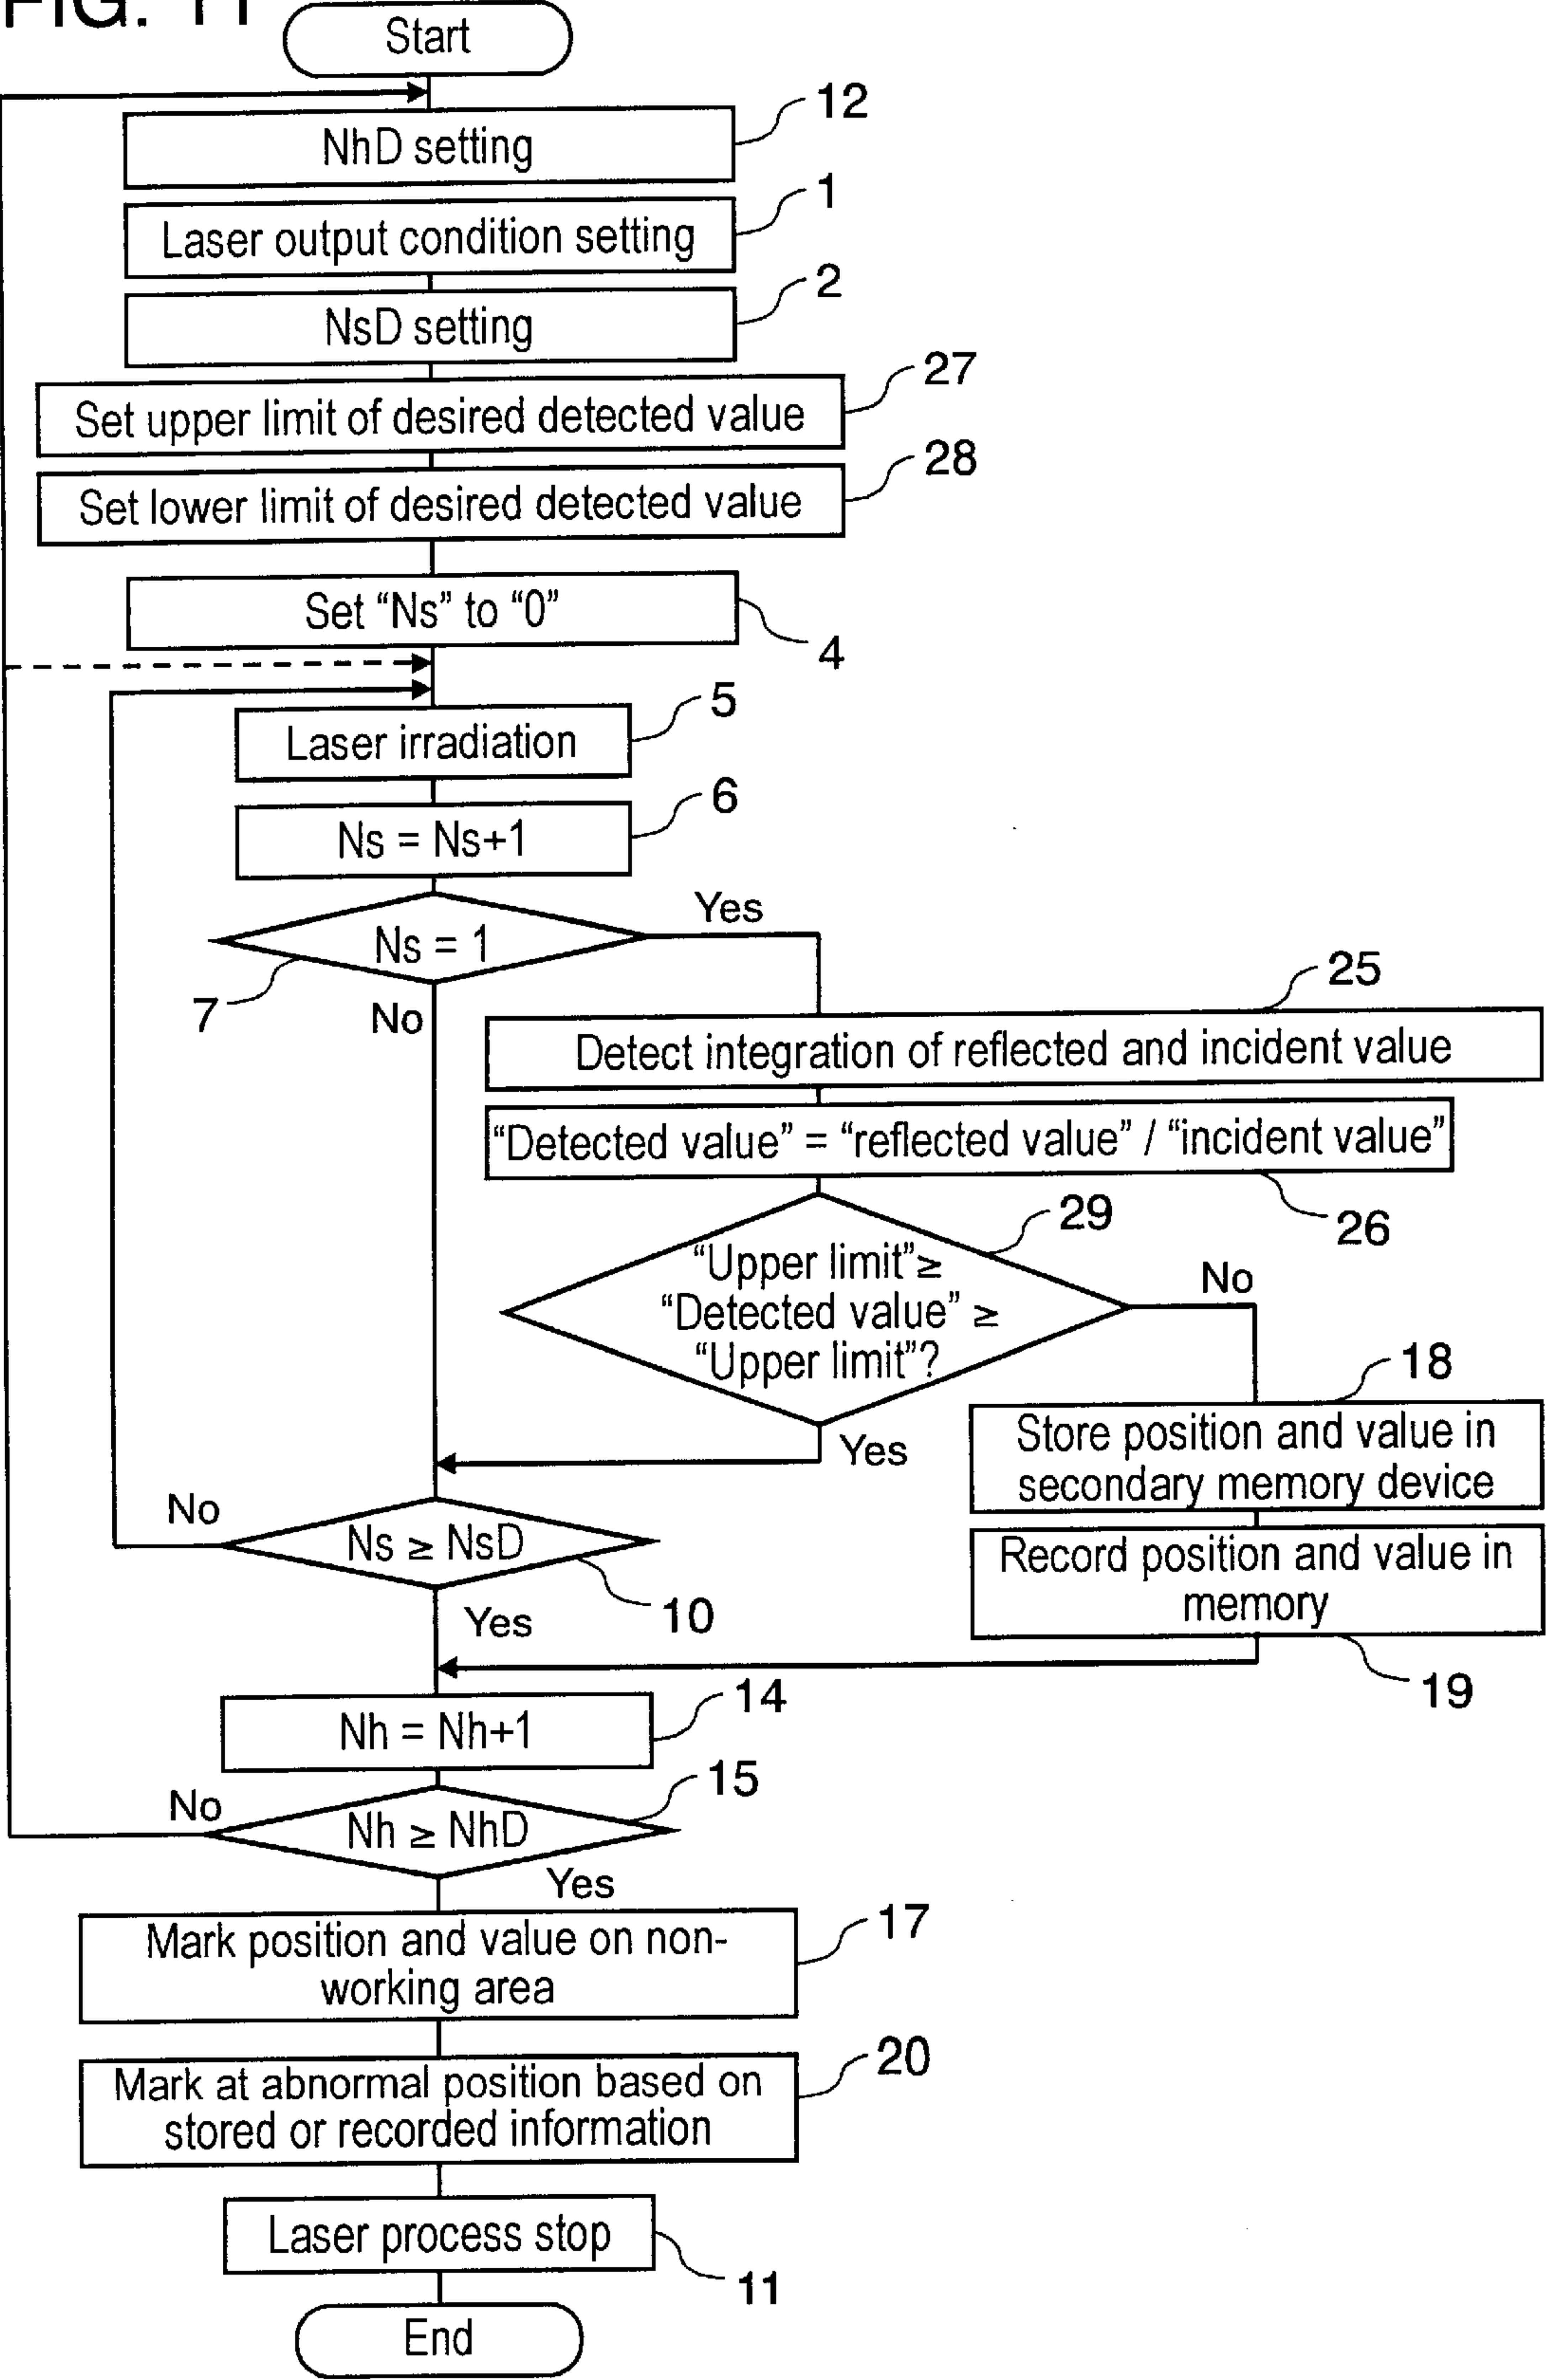 FIG. 11
Start
12
NhD setting
1
Laser output condition setting
2
NsD setting
27
Set upper limit of desired detected value
28
Set lower limit of desired detected value
Set “Ns” to “0”
4
5
Laser irradiation
6
Ns = Ns+1
Yes
Ns = 1
7
No
25
Detect integration of reflected and incident value
“Detected value” = “reflected value” / “incident value”
26
29
“Upper limit”≥
“Detected value” ≥
“Upper limit”?
No
Yes
18
Store position and value in
secondary memory device
Record position and value in
memory
19
No
Ns ≥ NsD
10
Yes
14
Nh = Nh+1
15
No
Nh ≥ NhD
Yes
17
Mark position and value on non-
working area
20
Mark at abnormal position based on
stored or recorded information
Laser process stop
11
End